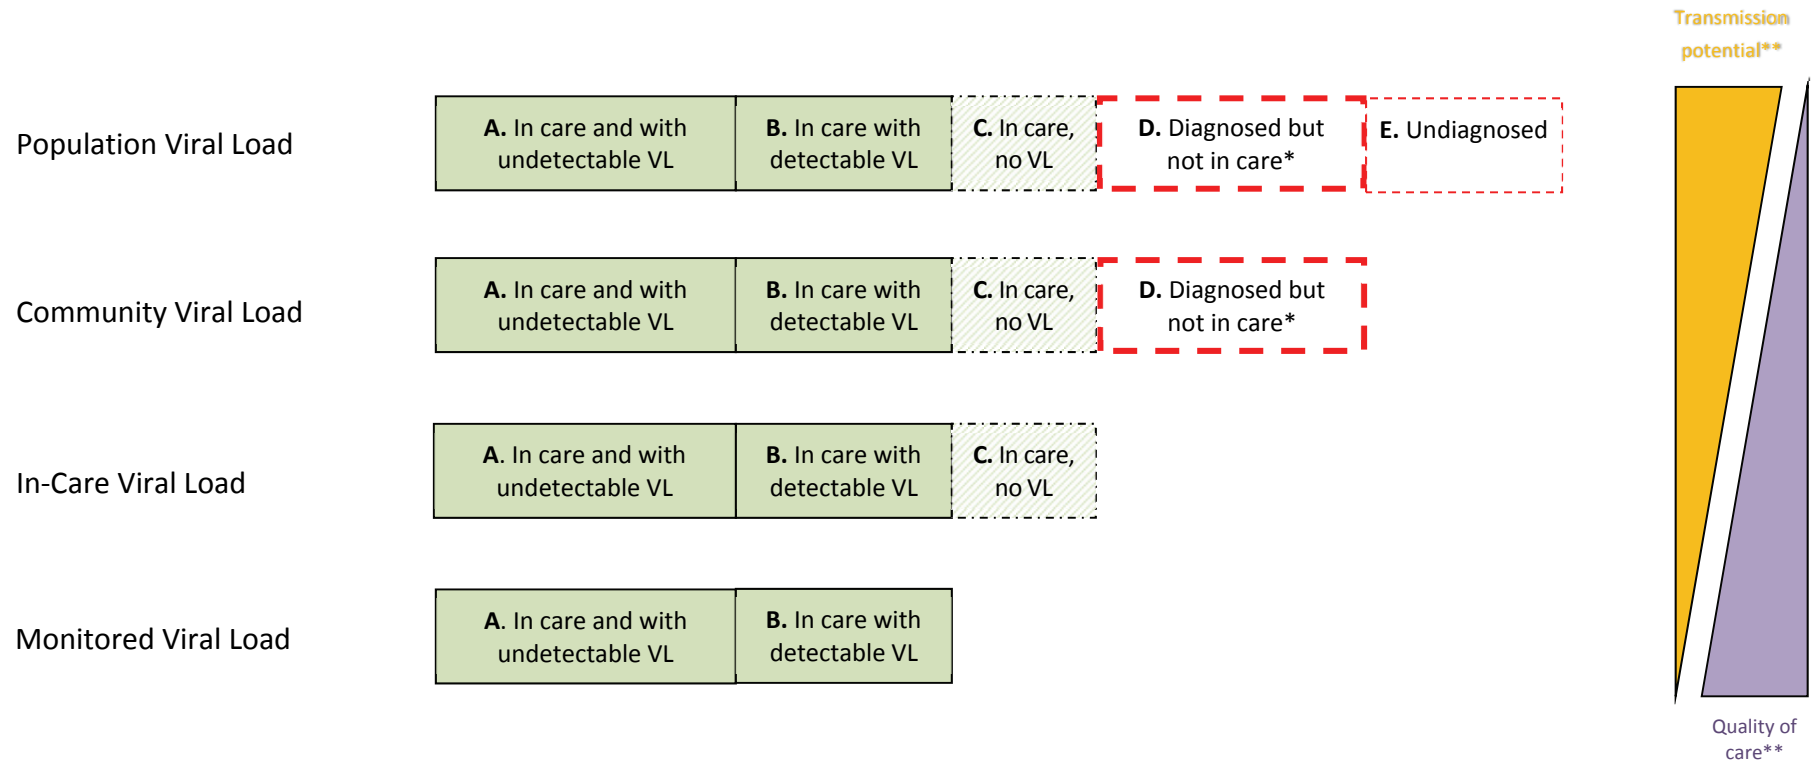 Transmission
potential**
Population Viral Load
A. In care and with
undetectable VL
B. In care with
detectable VL
C. In care,
no VL
D. Diagnosed but
not in care*
E. Undiagnosed
Community Viral Load
A. In care and with
undetectable VL
B. In care with
detectable VL
C. In care,
no VL
D. Diagnosed but
not in care*
In-Care Viral Load
A. In care and with
undetectable VL
B. In care with
detectable VL
C. In care,
no VL
Monitored Viral Load
A. In care and with
undetectable VL
B. In care with
detectable VL
Quality of
care**